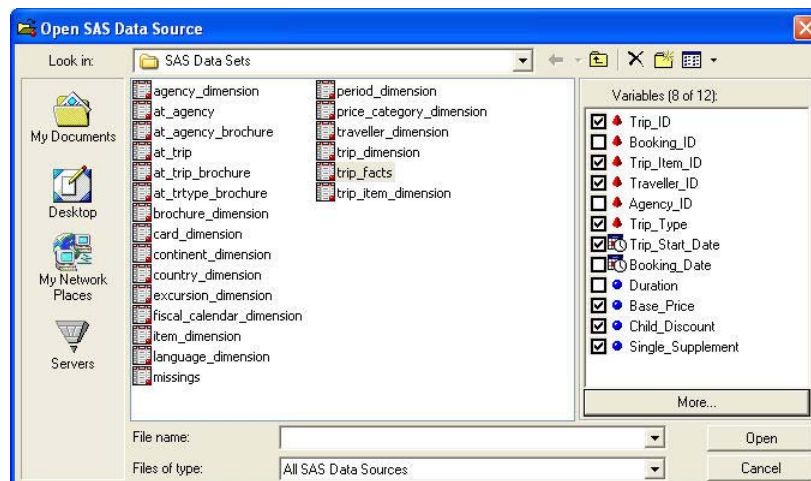 Open SAS Data Source
Look in:
SAS Data Sets
My Documents
Desktop
My Network
Places
Servers
agency_dimension
at_agency
at_agency_brochure
at_trip
at_trip_brochure
at_trtype_brochure
brochure_dimension
card_dimension
continent_dimension
country_dimension
excursion_dimension
fiscal_calendar_dimension
item_dimension
language_dimension
missings
period_dimension
price_category_dimension
traveller_dimension
trip_dimension
trip_facts
trip_item_dimension
Variables (8 of 12):
Trip_ID
Booking_ID
Trip_Item_ID
Traveller_ID
Agency_ID
Trip_Type
Trip_Start_Date
Booking_Date
Duration
Base_Price
Child_Discount
Single_Supplement
More...
File name:
Open
Files of type:
All SAS Data Sources
Cancel